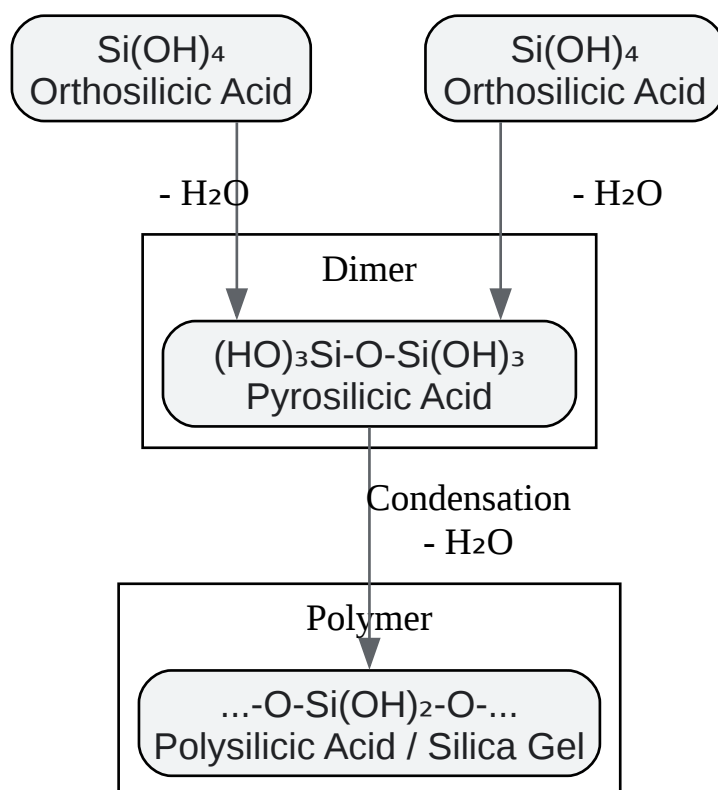 Si(OH)₄
Orthosilicic Acid
Si(OH)₄
Orthosilicic Acid
- H₂O
- H₂O
Dimer
(HO)₃Si-O-Si(OH)₃
Pyrosilicic Acid
Condensation
- H₂O
Polymer
...-O-Si(OH)₂-O-...
Polysilicic Acid / Silica Gel